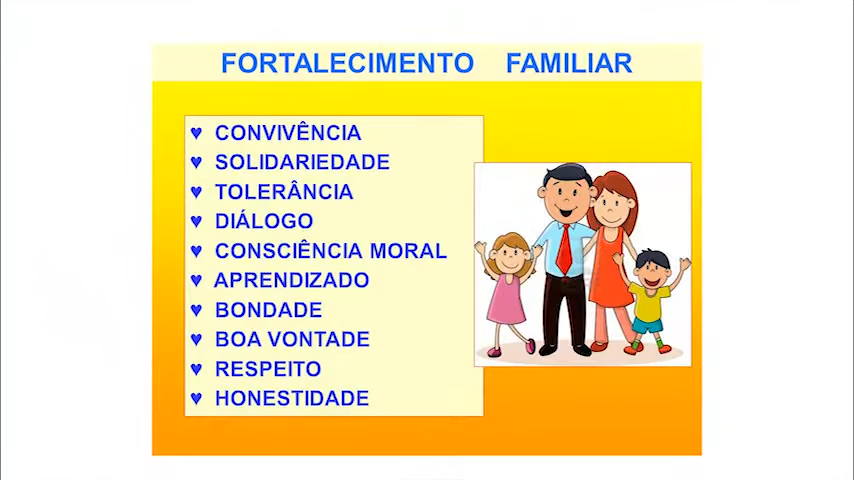 FORTALECIMENTO FAMILIAR
♥ CONVIVÊNCIA
♥ SOLIDARIEDADE
♥ TOLERÂNCIA
♥ DIÁLOGO
♥ CONSCIÊNCIA MORAL
♥ APRENDIZADO
♥ BONDADE
♥ BOA VONTADE
♥ RESPEITO
♥ HONESTIDADE